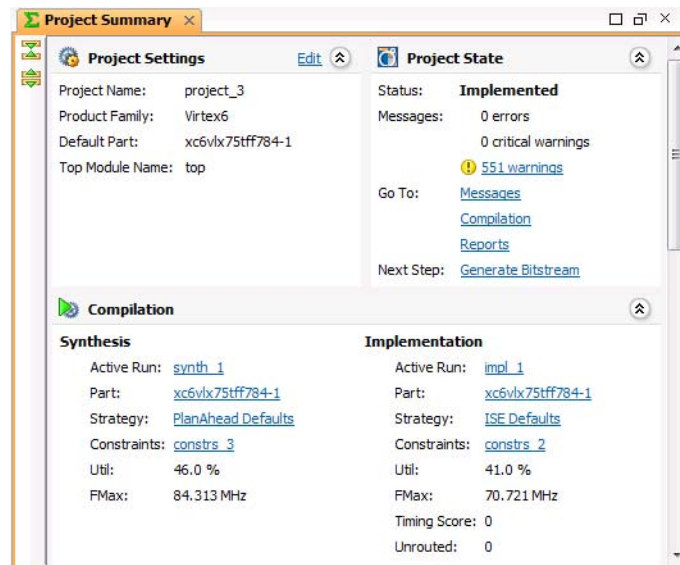 Project Summary
Project Settings Edit
Project Name: project_3
Product Family: Virtex6
Default Part: xc6vlx75tff784-1
Top Module Name: top
Project State
Status: Implemented
Messages: 0 errors
0 critical warnings
551 warnings
Go To: Messages
Compilation
Reports
Next Step: Generate Bitstream
Compilation
Synthesis
Active Run: synth_1
Part: xc6vlx75tff784-1
Strategy: PlanAhead Defaults
Constraints: constrs_3
Util: 46.0 %
FMax: 84.313 MHz
Implementation
Active Run: impl_1
Part: xc6vlx75tff784-1
Strategy: ISE Defaults
Constraints: constrs_2
Util: 41.0 %
FMax: 70.721 MHz
Timing Score: 0
Unrouted: 0